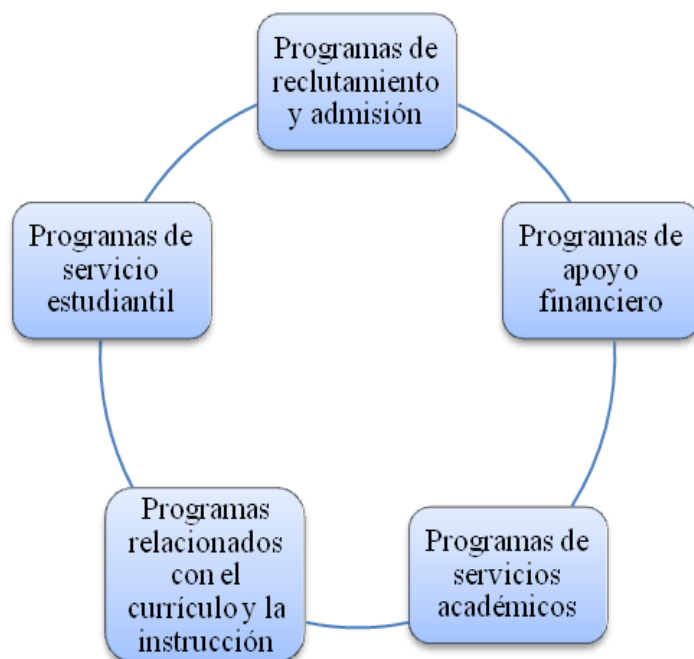 Programas de
reclutamiento
y admisión
Programas de
apoyo
financiero
Programas de
servicios
académicos
Programas
relacionados
con el
currículo y la
instrucción
Programas de
servicio
estudiantil